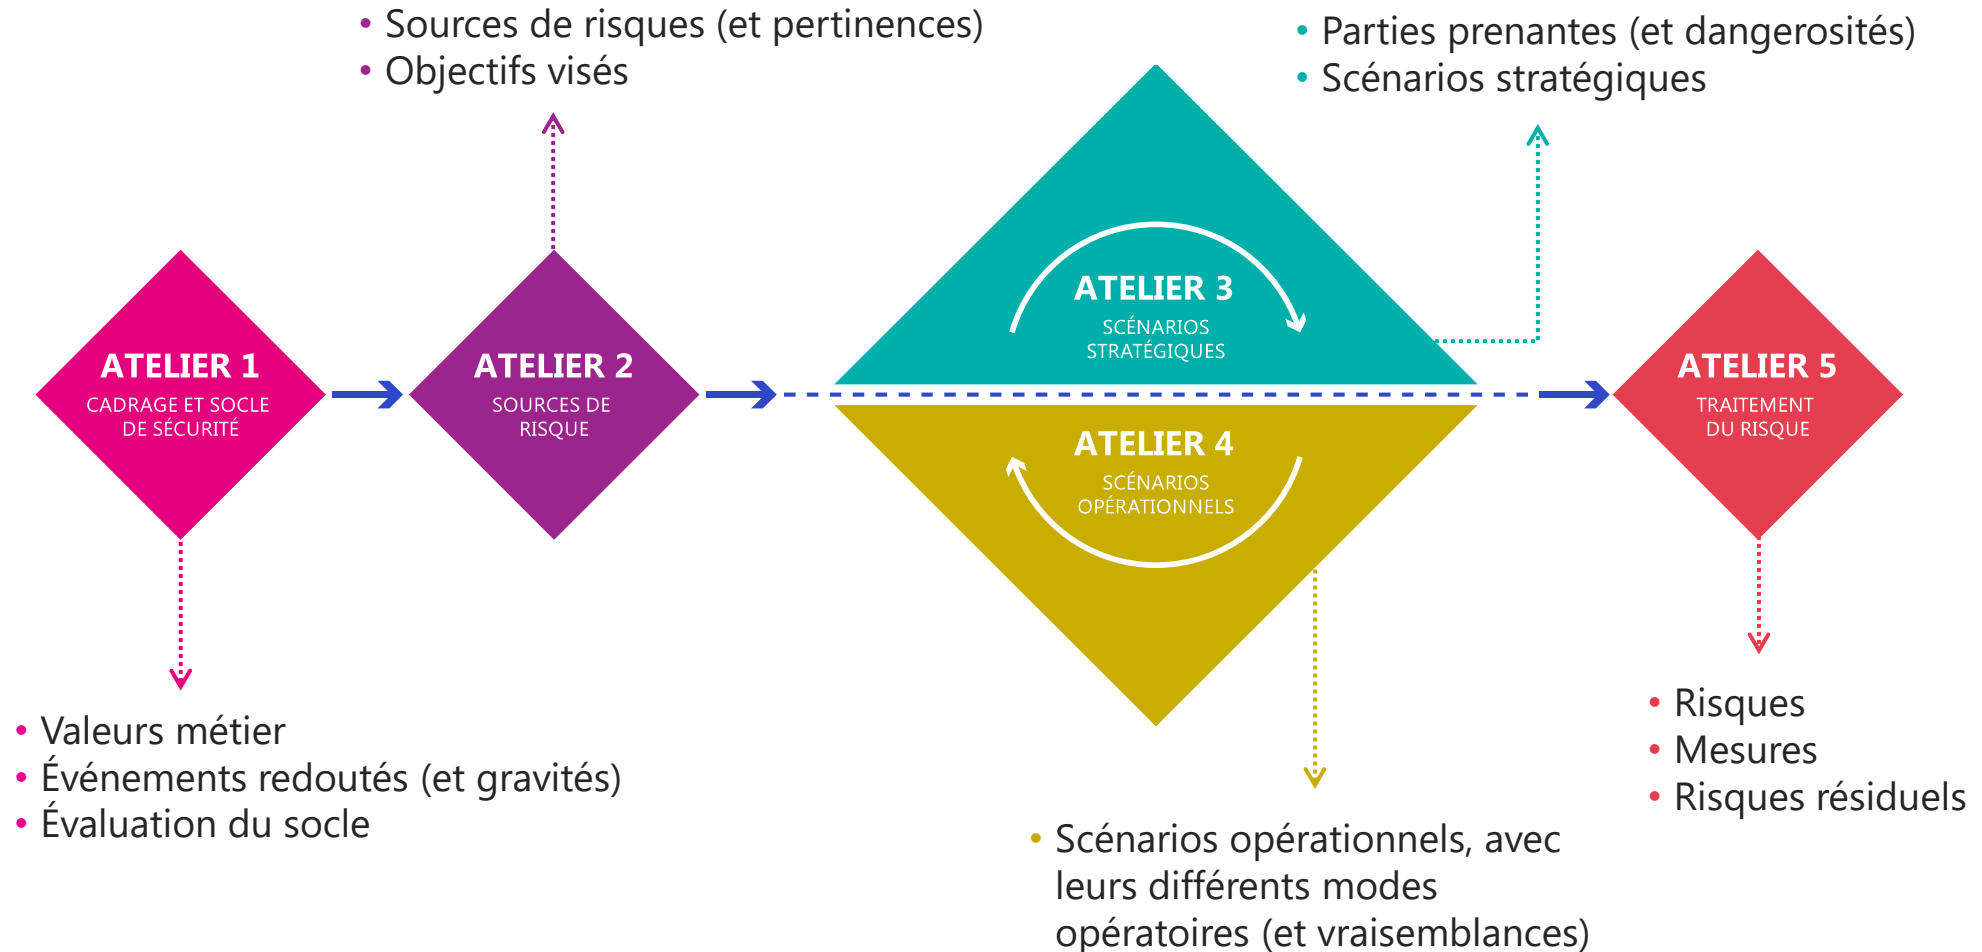 • Sources de risques (et pertinences)
• Objectifs visés
• Parties prenantes (et dangerosités)
• Scénarios stratégiques
ATELIER 1
CADRAGE ET SOCLE
DE SÉCURITÉ
ATELIER 2
SOURCES DE
RISQUE
ATELIER 3
SCÉNARIOS
STRATÉGIQUES
ATELIER 4
SCÉNARIOS
OPÉRATIONNELS
ATELIER 5
TRAITEMENT
DU RISQUE
• Valeurs métier
• Événements redoutés (et gravités)
• Évaluation du socle
• Scénarios opérationnels, avec
leurs différents modes
opératoires (et vraisemblances)
• Risques
• Mesures
• Risques résiduels